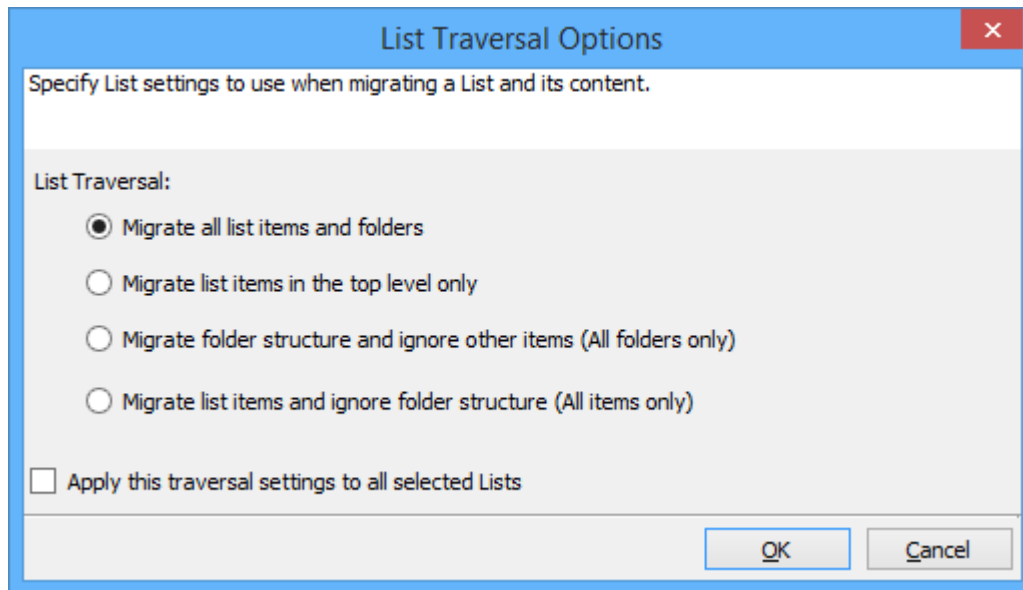 List Traversal Options
Specify List settings to use when migrating a List and its content.
List Traversal:
Migrate all list items and folders
Migrate list items in the top level only
Migrate folder structure and ignore other items (All folders only)
Migrate list items and ignore folder structure (All items only)
Apply this traversal settings to all selected Lists
OK Cancel